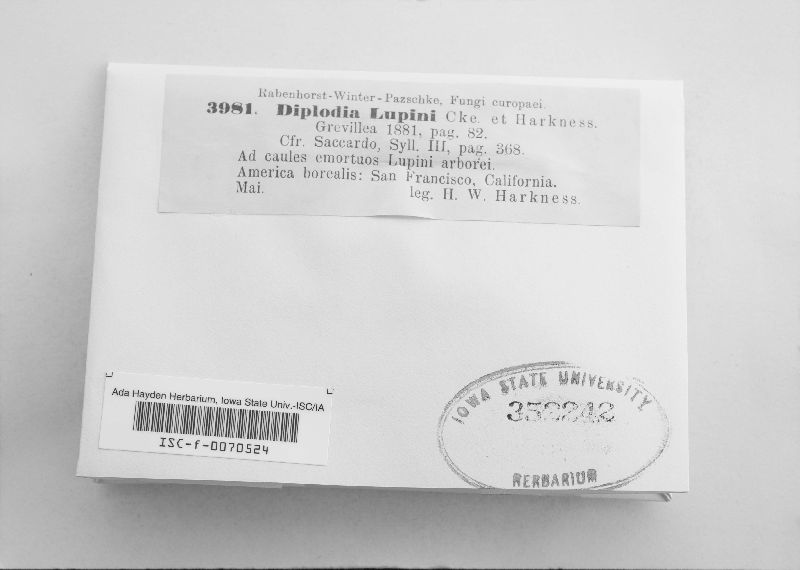 Rabenhorst-Winter-Pazschke, Fungi europaei.
3981. Diplodia Lupini Cke. et Harkness.
Grevillea 1881, pag. 82.
Cfr. Saccardo, Syll. III, pag. 368.
Ad caules emortuos Lupini arborei.
America borealis: San Francisco, California.
Mai. leg. H. W. Harkness.
Ada Hayden Herbarium, Iowa State Univ.-ISC/IA
ISC-f-0070524
IOWA STATE UNIVERSITY
HERBARIUM